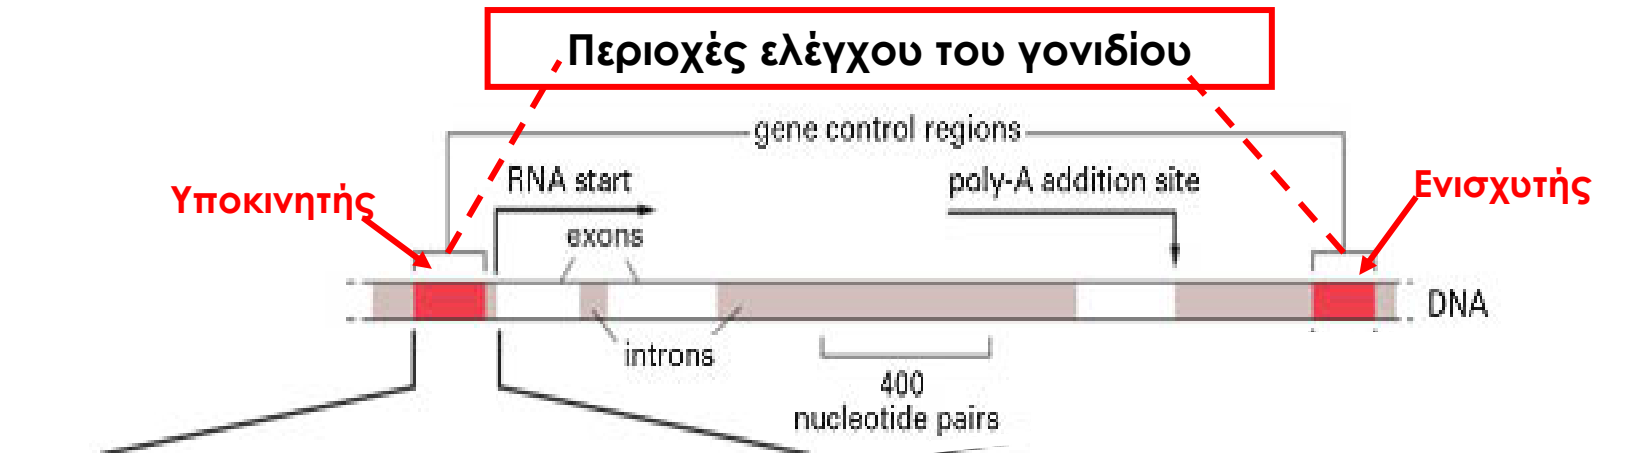 Περιοχές ελέγχου του γονιδίου
gene control regions
RNA start
poly-A addition site
Υποκινητής
Ενισχυτής
exons
DNA
introns
400
nucleotide pairs